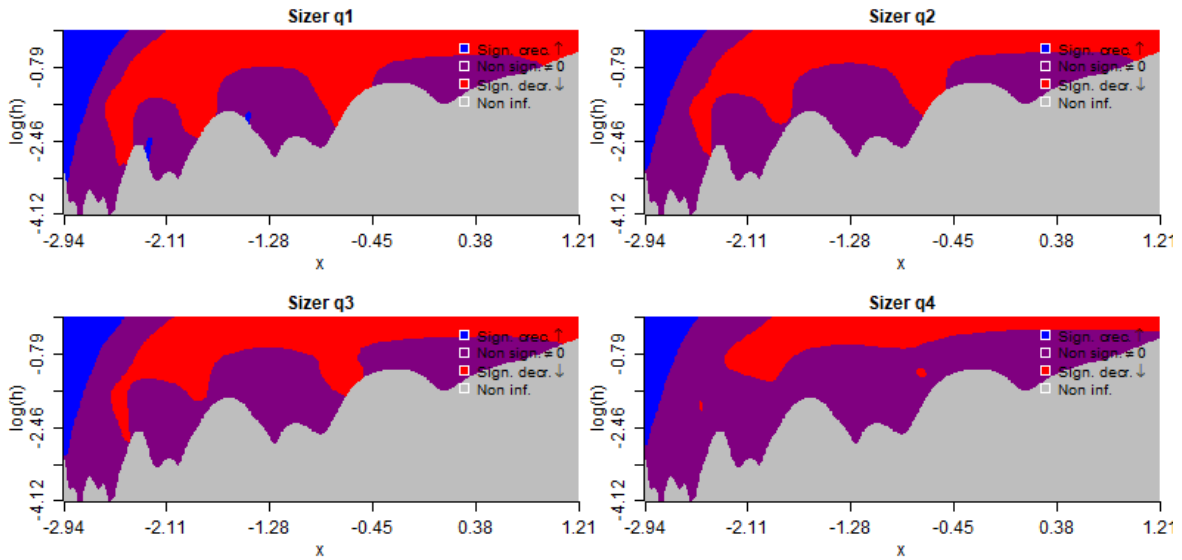 Sizer q1
Sign. crec. ↑
Non sign. ≠ 0
Sign. decr. ↓
Non inf.
log(h)
-0.79
-2.46
-4.12
-2.94 -2.11 -1.28 -0.45 0.38 1.21
x
Sizer q2
Sign. crec. ↑
Non sign. ≠ 0
Sign. decr. ↓
Non inf.
log(h)
-0.79
-2.46
-4.12
-2.94 -2.11 -1.28 -0.45 0.38 1.21
x
Sizer q3
Sign. crec. ↑
Non sign. ≠ 0
Sign. decr. ↓
Non inf.
log(h)
-0.79
-2.46
-4.12
-2.94 -2.11 -1.28 -0.45 0.38 1.21
x
Sizer q4
Sign. crec. ↑
Non sign. ≠ 0
Sign. decr. ↓
Non inf.
log(h)
-0.79
-2.46
-4.12
-2.94 -2.11 -1.28 -0.45 0.38 1.21
x